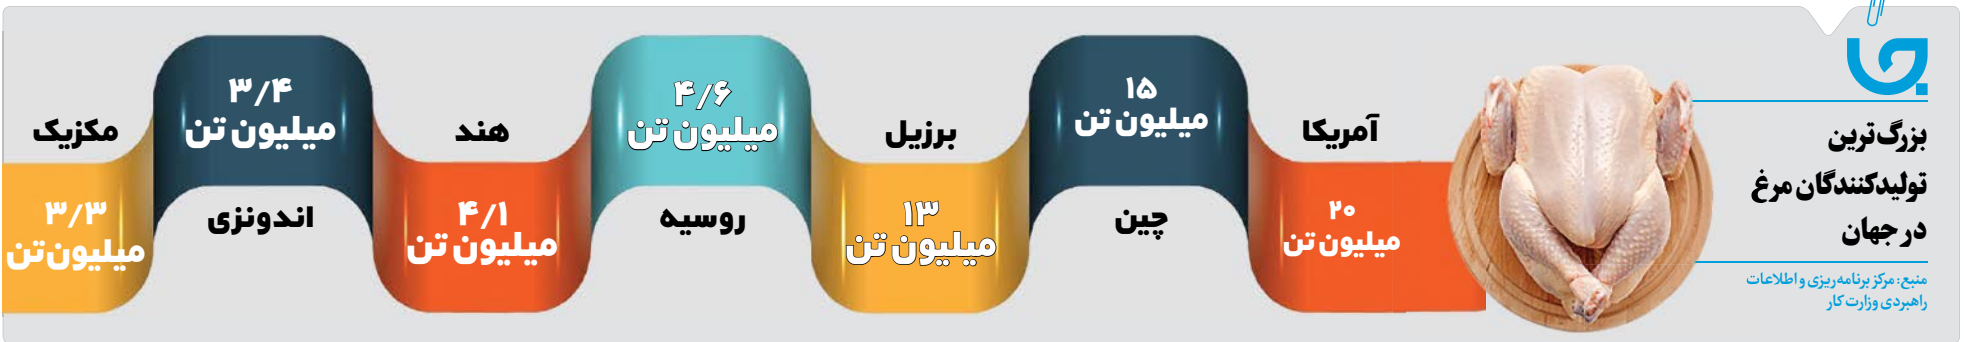 بزرگ‌ترین
تولیدکنندگان مرغ
در جهان
منبع: مرکز برنامه‌ریزی و اطلاعات
راهبردی وزارت کار
آمریکا
۲۰
میلیون تن
۱۵
میلیون تن
چین
برزیل
۱۳
میلیون تن
۴/۶
میلیون تن
روسیه
هند
۴/۱
میلیون تن
۳/۴
میلیون تن
اندونزی
مکزیک
۳/۳
میلیون تن